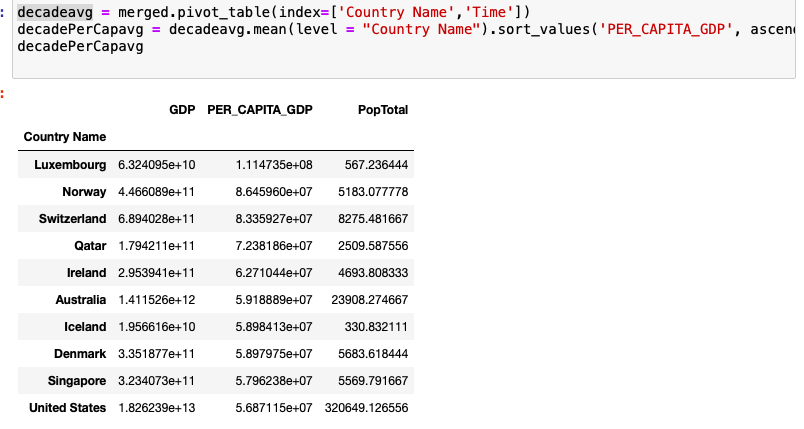 : decadeavg = merged.pivot_table(index=['Country Name','Time'])
decadePerCapavg = decadeavg.mean(level = "Country Name").sort_values('PER_CAPITA_GDP', ascen
decadePerCapavg
:
GDP PER_CAPITA_GDP PopTotal
Country Name
Luxembourg 6.324095e+10 1.114735e+08 567.236444
Norway 4.466089e+11 8.645960e+07 5183.077778
Switzerland 6.894028e+11 8.335927e+07 8275.481667
Qatar 1.794211e+11 7.238186e+07 2509.587556
Ireland 2.953941e+11 6.271044e+07 4693.808333
Australia 1.411526e+12 5.918889e+07 23908.274667
Iceland 1.956616e+10 5.898413e+07 330.832111
Denmark 3.351877e+11 5.897975e+07 5683.618444
Singapore 3.234073e+11 5.796238e+07 5569.791667
United States 1.826239e+13 5.687115e+07 320649.126556